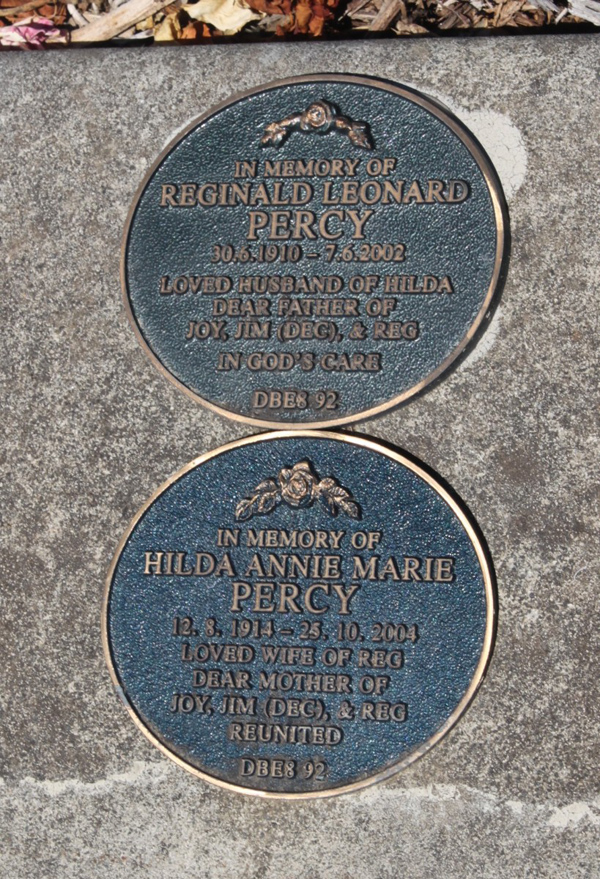 IN MEMORY OF
REGINALD LEONARD
PERCY
30.6.1910 – 7.6.2002
LOVED HUSBAND OF HILDA
DEAR FATHER OF
JOY, JIM (DEC), & REG
IN GOD'S CARE
DBE8 92
IN MEMORY OF
HILDA ANNIE MARIE
PERCY
12. 8. 1914 – 25. 10. 2004
LOVED WIFE OF REG
DEAR MOTHER OF
JOY, JIM (DEC), & REG
REUNITED
DBE8 92